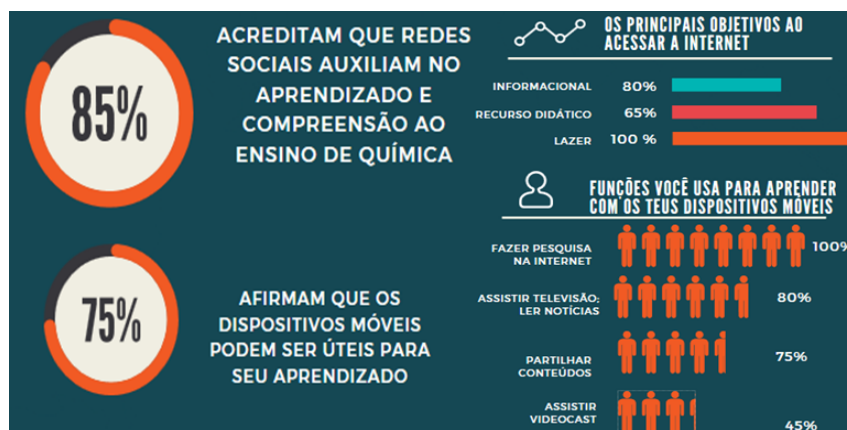 85%
ACREDITAM QUE REDES
SOCIAIS AUXILIAM NO
APRENDIZADO E
COMPREENSÃO AO
ENSINO DE QUÍMICA
75%
AFIRMAM QUE OS
DISPOSITIVOS MÓVEIS
PODEM SER ÚTEIS PARA
SEU APRENDIZADO
OS PRINCIPAIS OBJETIVOS AO
ACESSAR A INTERNET
INFORMACIONAL 80%
RECURSO DIDÁTICO 65%
LAZER 100 %
FUNÇÕES VOCÊ USA PARA APRENDER
COM OS TEUS DISPOSITIVOS MÓVEIS
FAZER PESQUISA
NA INTERNET 100%
ASSISTIR TELEVISÃO;
LER NOTÍCIAS 80%
PARTILHAR
CONTEÚDOS 75%
ASSISTIR
VIDEOCAST 45%